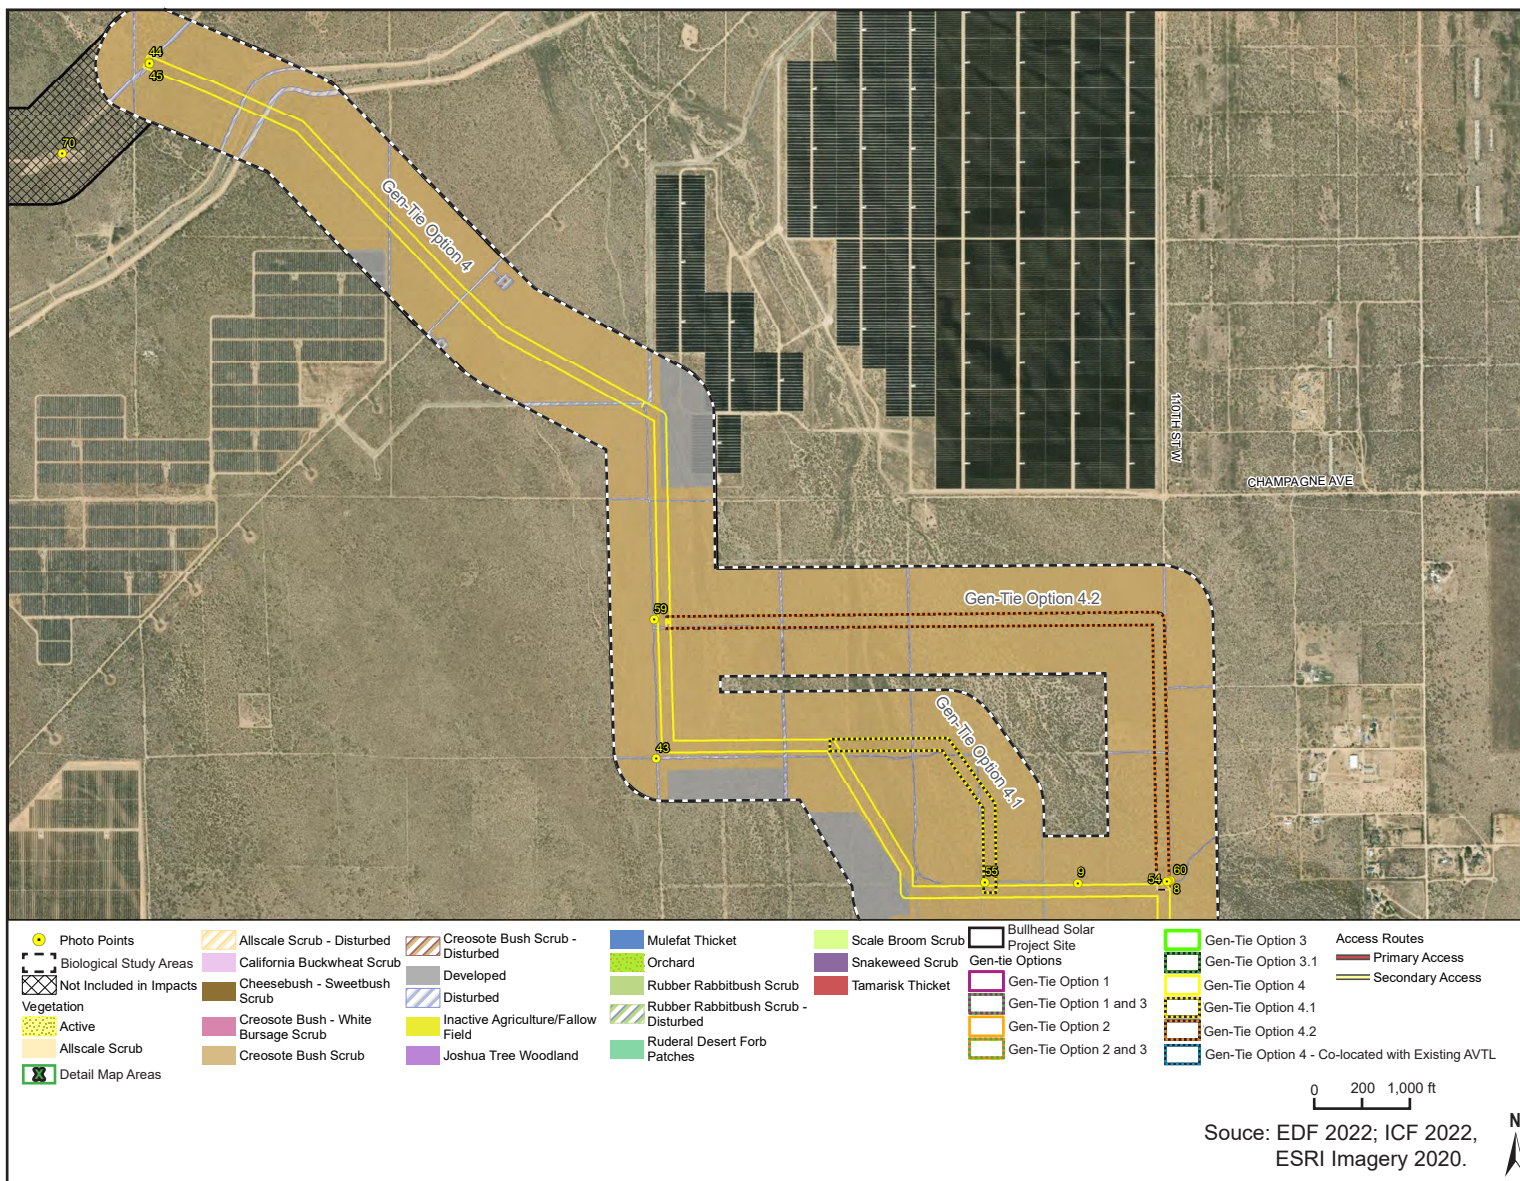 44
45
70
Gen-Tie Option 4
110TH ST W
CHAMPAGNE AVE
59
Gen-Tie Option 4.2
43
Gen-Tie Option 4.1
55
9
54
60
8
Photo Points
Biological Study Areas
Not Included in Impacts
Vegetation
Active
Allscale Scrub
Detail Map Areas
Allscale Scrub - Disturbed
California Buckwheat Scrub
Cheesebush - Sweetbush
Scrub
Creosote Bush - White
Bursage Scrub
Creosote Bush Scrub
Creosote Bush Scrub -
Disturbed
Developed
Disturbed
Inactive Agriculture/Fallow
Field
Joshua Tree Woodland
Mulefat Thicket
Orchard
Rubber Rabbitbush Scrub
Rubber Rabbitbush Scrub -
Disturbed
Ruderal Desert Forb
Patches
Scale Broom Scrub
Snakeweed Scrub
Tamarisk Thicket
Bullhead Solar
Project Site
Gen-tie Options
Gen-Tie Option 1
Gen-Tie Option 1 and 3
Gen-Tie Option 2
Gen-Tie Option 2 and 3
Gen-Tie Option 3
Gen-Tie Option 3.1
Gen-Tie Option 4
Gen-Tie Option 4.1
Gen-Tie Option 4.2
Gen-Tie Option 4 - Co-located with Existing AVTL
Access Routes
Primary Access
Secondary Access
0 200 1,000 ft
Souce: EDF 2022; ICF 2022,
ESRI Imagery 2020.
N